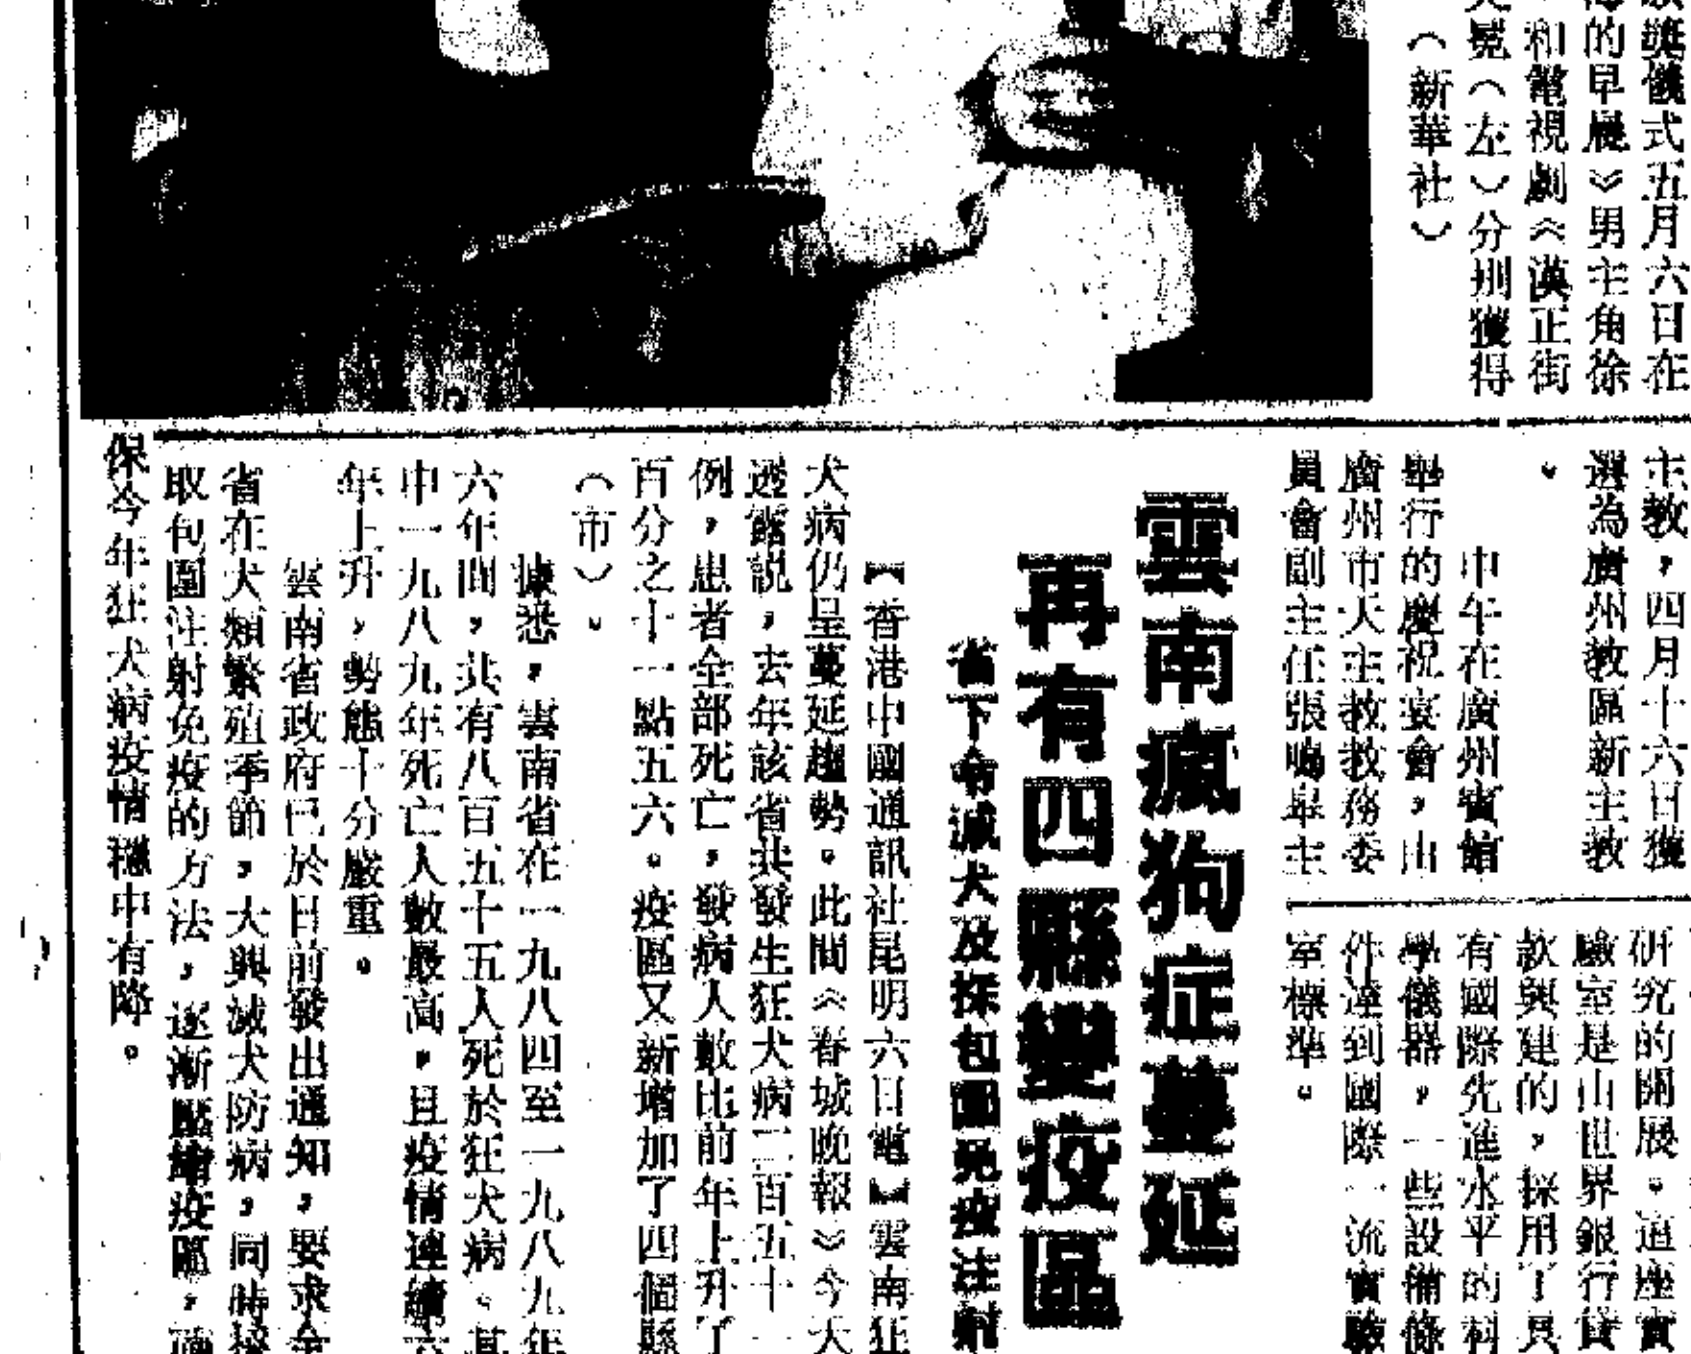 頒獎儀式五月六日在
的早晨》男主角徐
和電視劇《漢正街
冕（左）分別獲得
（新華社）
主教，四月十六日獲
選為廣州教區新主教
。
中午在廣州賓館
舉行的慶祝宴會，由
廣州市天主教教務委
員會副主任張鳴皋主
研究的開展。這座實
驗室是由世界銀行貸
款興建的，採用了具
有國際先進水平的科
學儀器，一些設備條
件達到國際一流實驗
室標準。
雲南瘋狗症蔓延
再有四縣變疫區
省下令滅犬及採包圍免疫注射
【香港中國通訊社昆明六日電】雲南狂
犬病仍呈蔓延趨勢。此間《春城晚報》今天
透露説，去年該省共發生狂犬病二百五十一
例，患者全部死亡，發病人數比前年上升了
百分之十一點五六。疫區又新增加了四個縣
（市）。
據悉，雲南省在一九八四至一九八九年
六年間，共有八百五十五人死於狂犬病。其
中一九八九年死亡人數最高，且疫情連續六
年上升，勢態十分嚴重。
雲南省政府已於日前發出通知，要求全
省在犬類繁殖季節，大興滅犬防病，同時採
取包圍注射免疫的方法，逐漸壓縮疫區，確
保今年狂犬病疫情穩中有降。